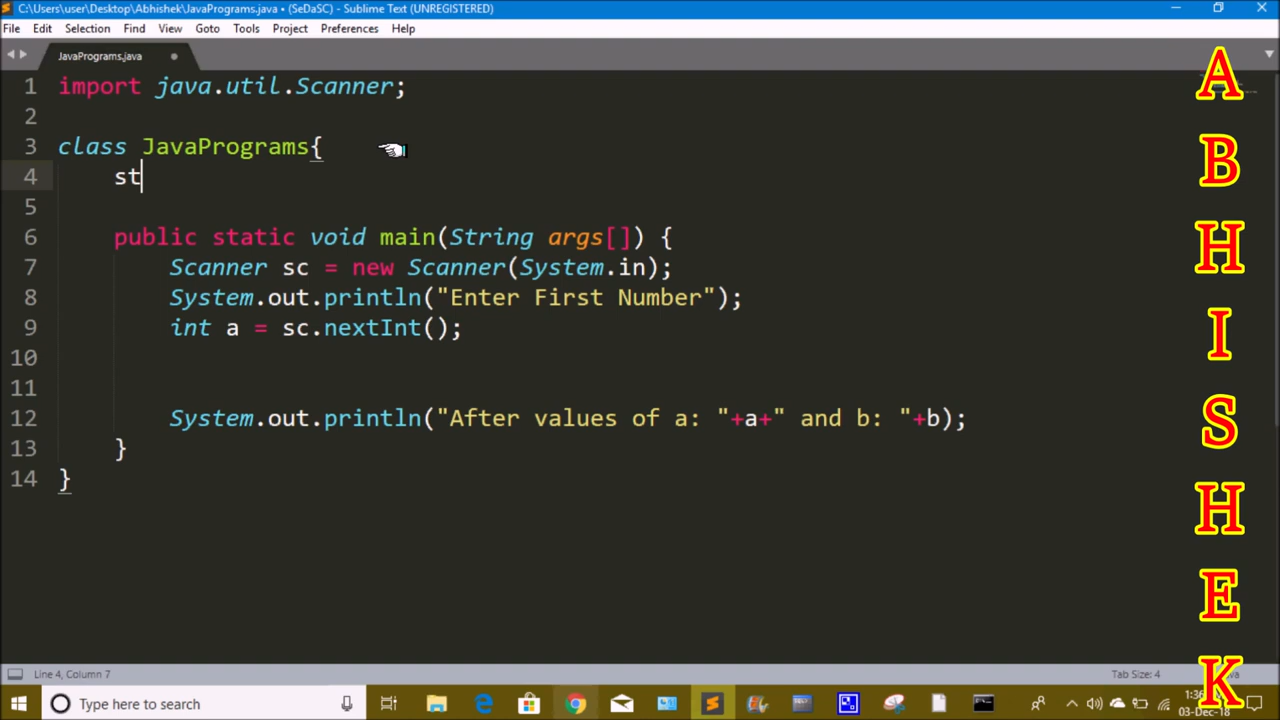 C:\Users\user\Desktop\Abhishek\JavaPrograms.java • (SeDaSC) - Sublime Text (UNREGISTERED)
File Edit Selection Find View Goto Tools Project Preferences Help
JavaPrograms.java
1 import java.util.Scanner;
2
3 class JavaPrograms{
4 st
5
6 public static void main(String args[]) {
7 Scanner sc = new Scanner(System.in);
8 System.out.println("Enter First Number");
9 int a = sc.nextInt();
10
11
12 System.out.println("After values of a: "+a+" and b: "+b);
13 }
14 }
A
B
H
I
S
H
E
K
Line 4, Column 7
Tab Size: 4
Type here to search
03-Dec-18